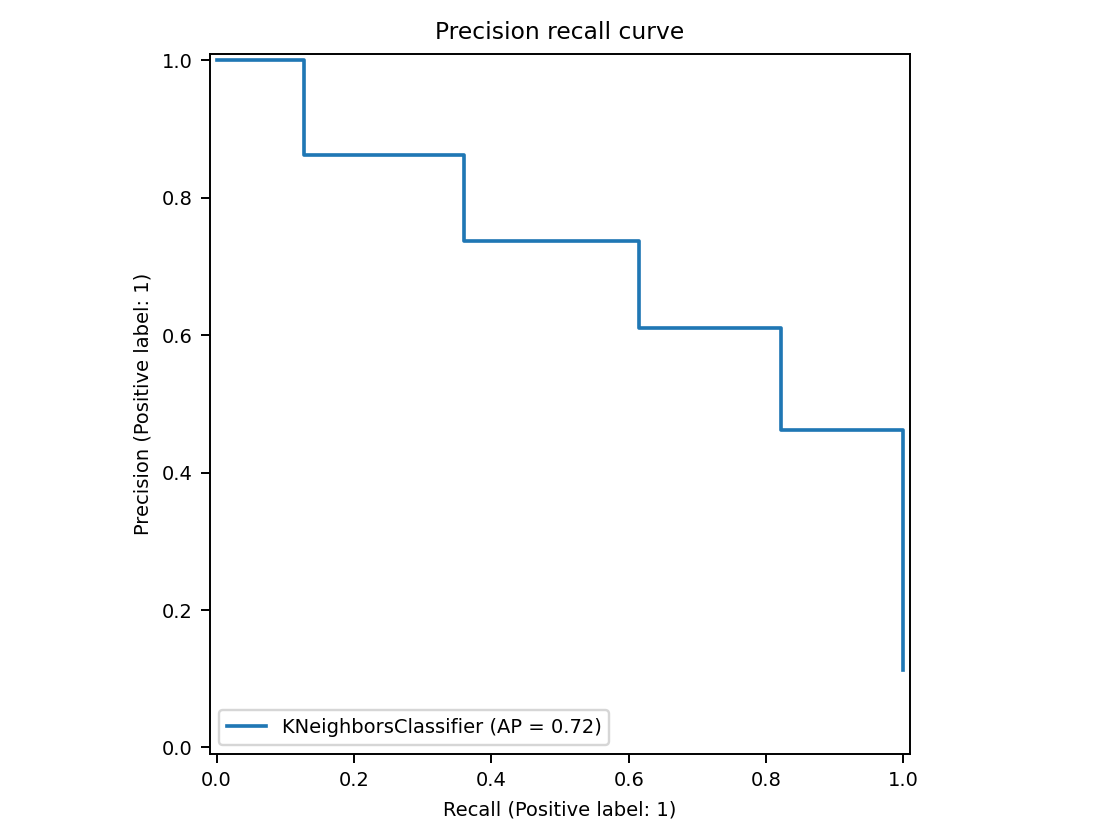 Precision recall curve
1.0
0.8
0.6
0.4
0.2
0.0
Precision (Positive label: 1)
KNeighborsClassifier (AP = 0.72)
0.0 0.2 0.4 0.6 0.8 1.0
Recall (Positive label: 1)